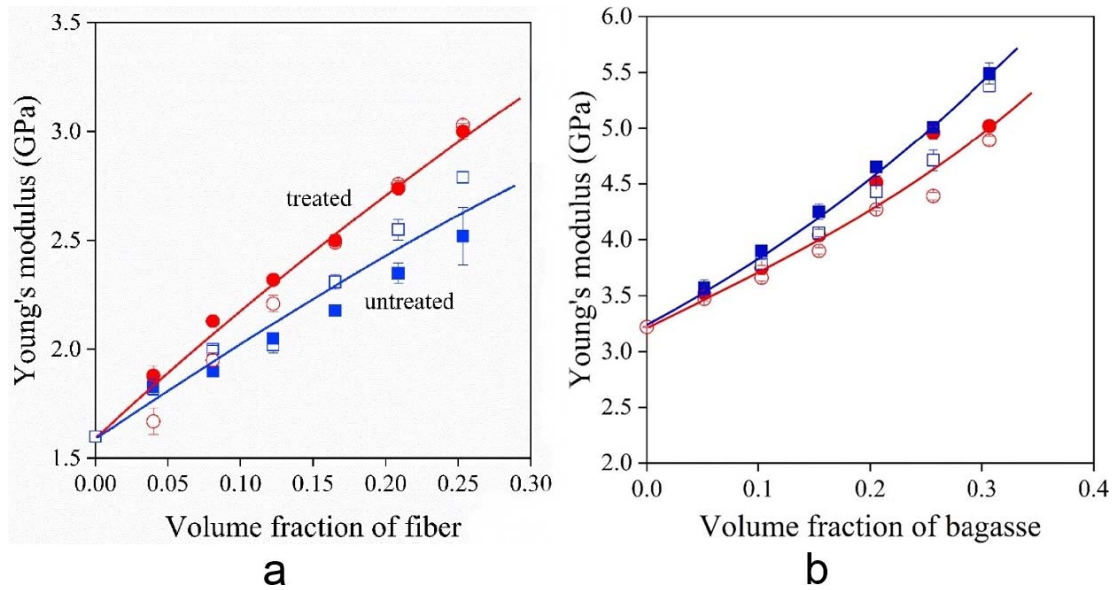 3.5
3.0
2.5
2.0
1.5
Young's modulus (GPa)
treated
untreated
0.00 0.05 0.10 0.15 0.20 0.25 0.30
Volume fraction of fiber
a
6.0
5.5
5.0
4.5
4.0
3.5
3.0
2.5
2.0
Young's modulus (GPa)
0.0 0.1 0.2 0.3 0.4
Volume fraction of bagasse
b